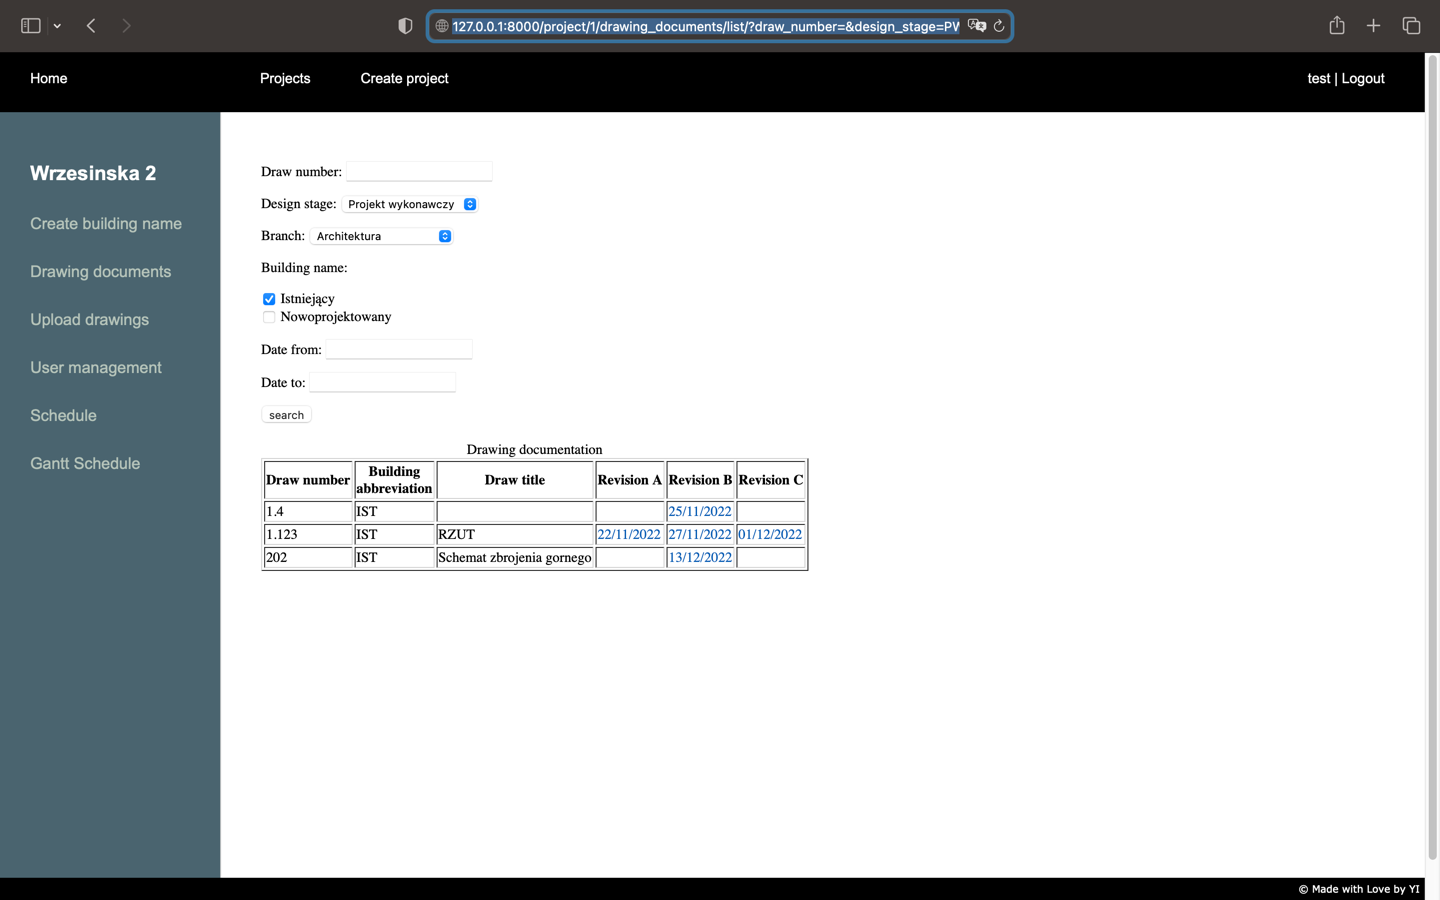 127.0.0.1:8000/project/1/drawing_documents/list/?draw_number=&design_stage=PW
Home Projects Create project test | Logout
Wrzesinska 2
Create building name
Drawing documents
Upload drawings
User management
Schedule
Gantt Schedule
Draw number:
Design stage: Projekt wykonawczy
Branch: Architektura
Building name:
Istniejący
Nowoprojektowany
Date from:
Date to:
search
Drawing documentation
Draw number Building abbreviation Draw title Revision A Revision B Revision C
1.4 IST 25/11/2022
1.123 IST RZUT 22/11/2022 27/11/2022 01/12/2022
202 IST Schemat zbrojenia gornego 13/12/2022
© Made with Love by YI